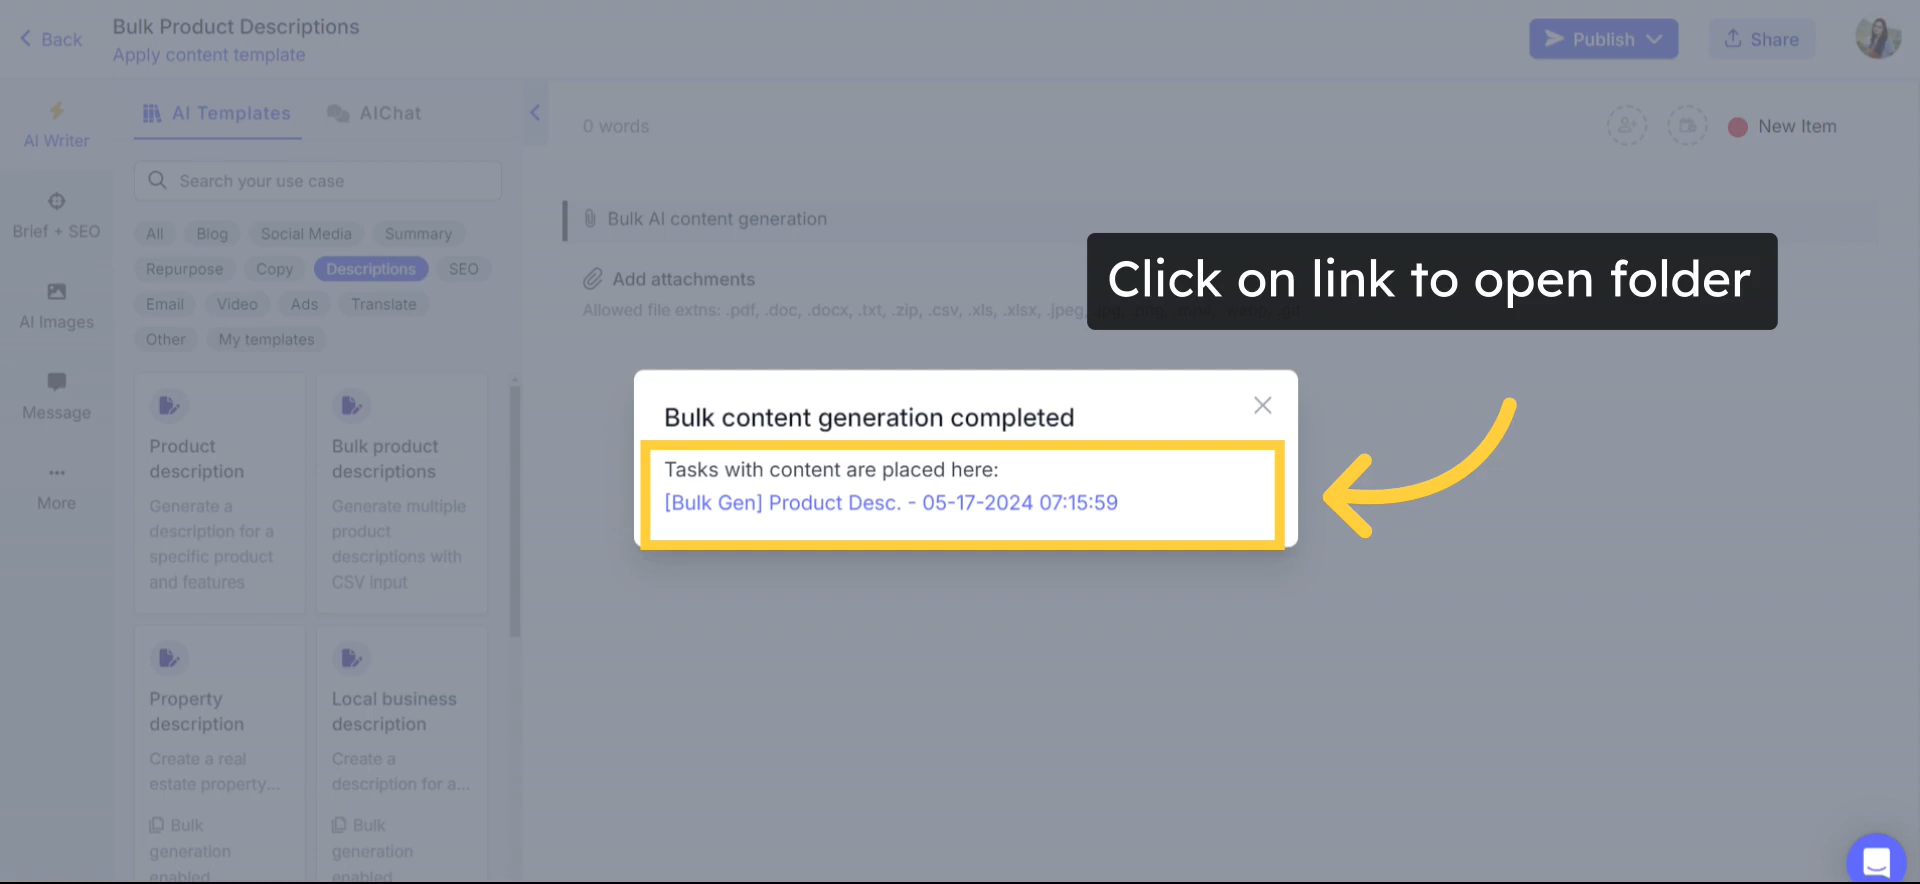 Back
Bulk Product Descriptions
Apply content template
Publish
Share
AI Writer
Brief + SEO
AI Images
Message
More
AI Templates
AIChat
Search your use case
All
Blog
Social Media
Summary
Repurpose
Copy
Descriptions
SEO
Email
Video
Ads
Translate
Other
My templates
Product
description
Generate a
description for a
specific product
and features
Bulk product
descriptions
Generate multiple
product
descriptions with
CSV input
Property
description
Create a real
estate property...
Bulk
generation
enabled
Local business
description
Create a
description for a...
Bulk
generation
enabled
0 words
New Item
Bulk AI content generation
Add attachments
Allowed file extns: .pdf, .doc, .docx, .txt, .zip, .csv, .xls, .xlsx, .jpeg,
Click on link to open folder
Bulk content generation completed
Tasks with content are placed here:
[Bulk Gen] Product Desc. - 05-17-2024 07:15:59